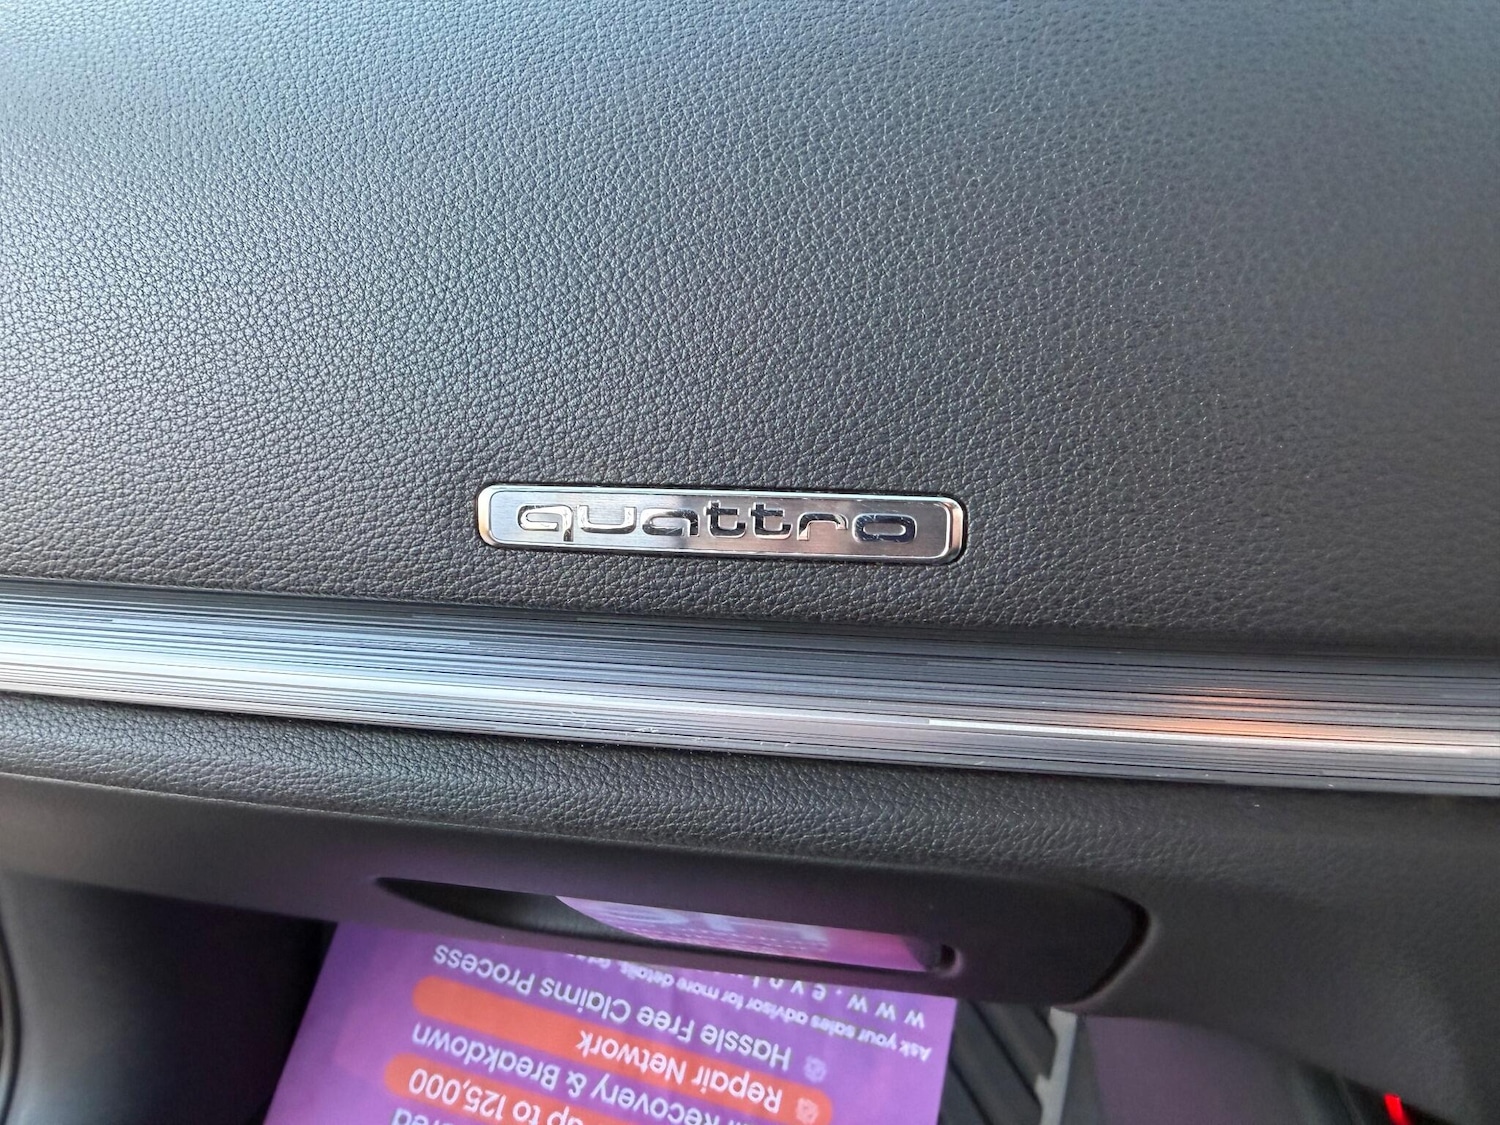 quattro
Ask your sales advisor for more details,
Hassle Free Claims Process
Repair Network
Recovery & Breakdown
up to 125,000